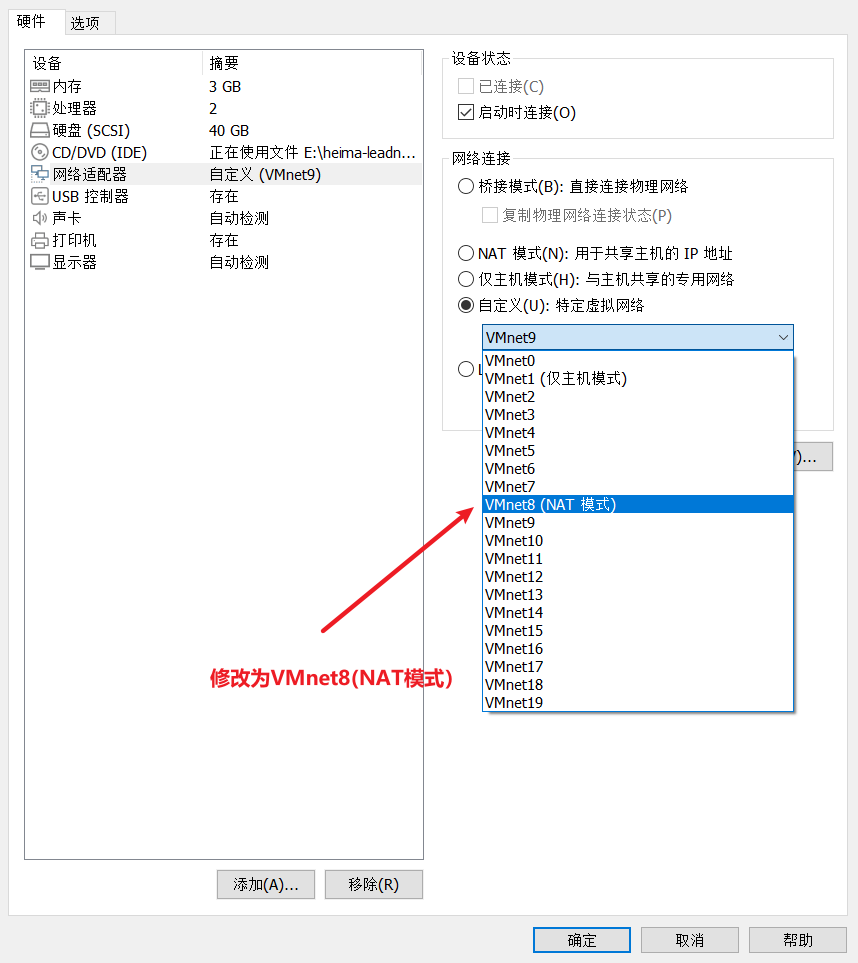 硬件 选项
设备 摘要
内存 3 GB
处理器 2
硬盘 (SCSI) 40 GB
CD/DVD (IDE) 正在使用文件 E:\heima-leadn...
网络适配器 自定义 (VMnet9)
USB 控制器 存在
声卡 自动检测
打印机 存在
显示器 自动检测
添加(A)... 移除(R)
设备状态
已连接(C)
启动时连接(O)
网络连接
桥接模式(B): 直接连接物理网络
复制物理网络连接状态(P)
NAT 模式(N): 用于共享主机的 IP 地址
仅主机模式(H): 与主机共享的专用网络
自定义(U): 特定虚拟网络
VMnet9
VMnet0
VMnet1 (仅主机模式)
VMnet2
VMnet3
VMnet4
VMnet5
VMnet6
VMnet7
VMnet8 (NAT 模式)
VMnet9
VMnet10
VMnet11
VMnet12
VMnet13
VMnet14
VMnet15
VMnet16
VMnet17
VMnet18
VMnet19
)...
修改为VMnet8(NAT模式)
确定 取消 帮助